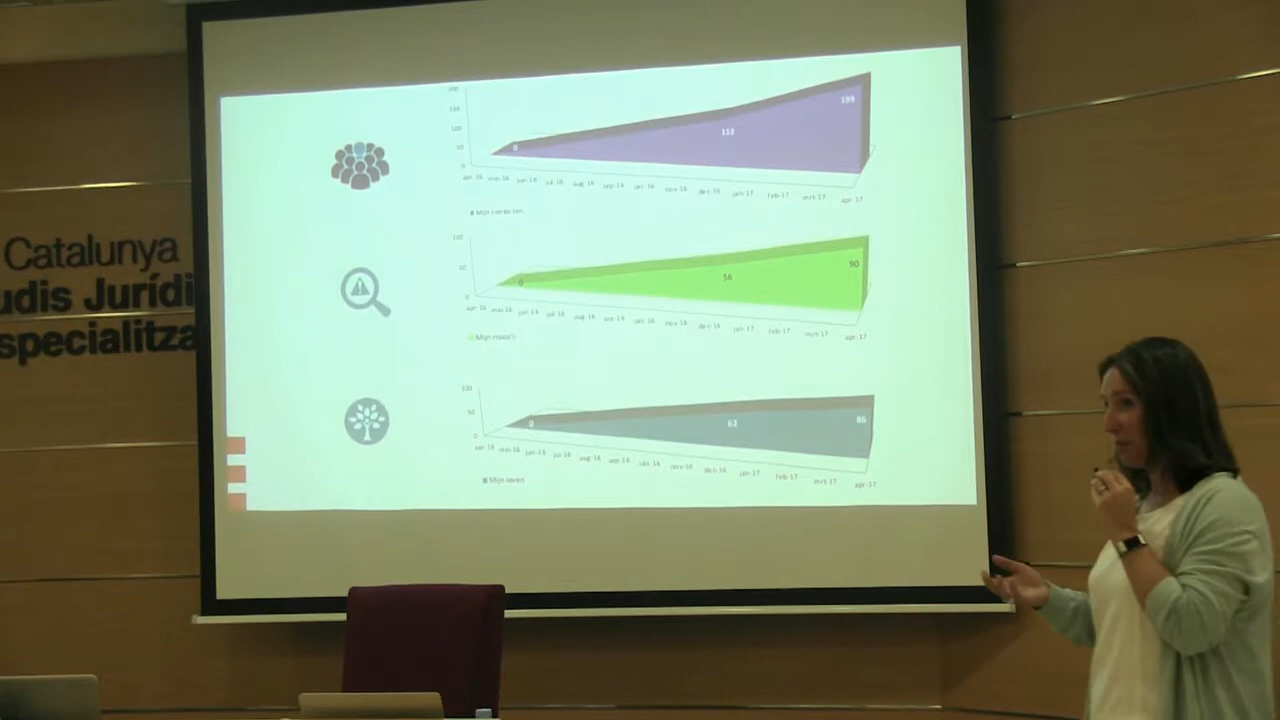 Catalunya
udis Jurídi
specialitza
200
150
100
50
0
0
112
199
apr-16 mei-16 jun-16 jul-16 aug-16 sep-16 okt-16 nov-16 dec-16 jan-17 feb-17 mrt-17 apr-17
Mijn contacten
100
50
0
0
56
90
apr-16 mei-16 jun-16 jul-16 aug-16 sep-16 okt-16 nov-16 dec-16 jan-17 feb-17 mrt-17 apr-17
Mijn risico's
100
50
0
0
62
86
apr-16 mei-16 jun-16 jul-16 aug-16 sep-16 okt-16 nov-16 dec-16 jan-17 feb-17 mrt-17 apr-17
Mijn leven